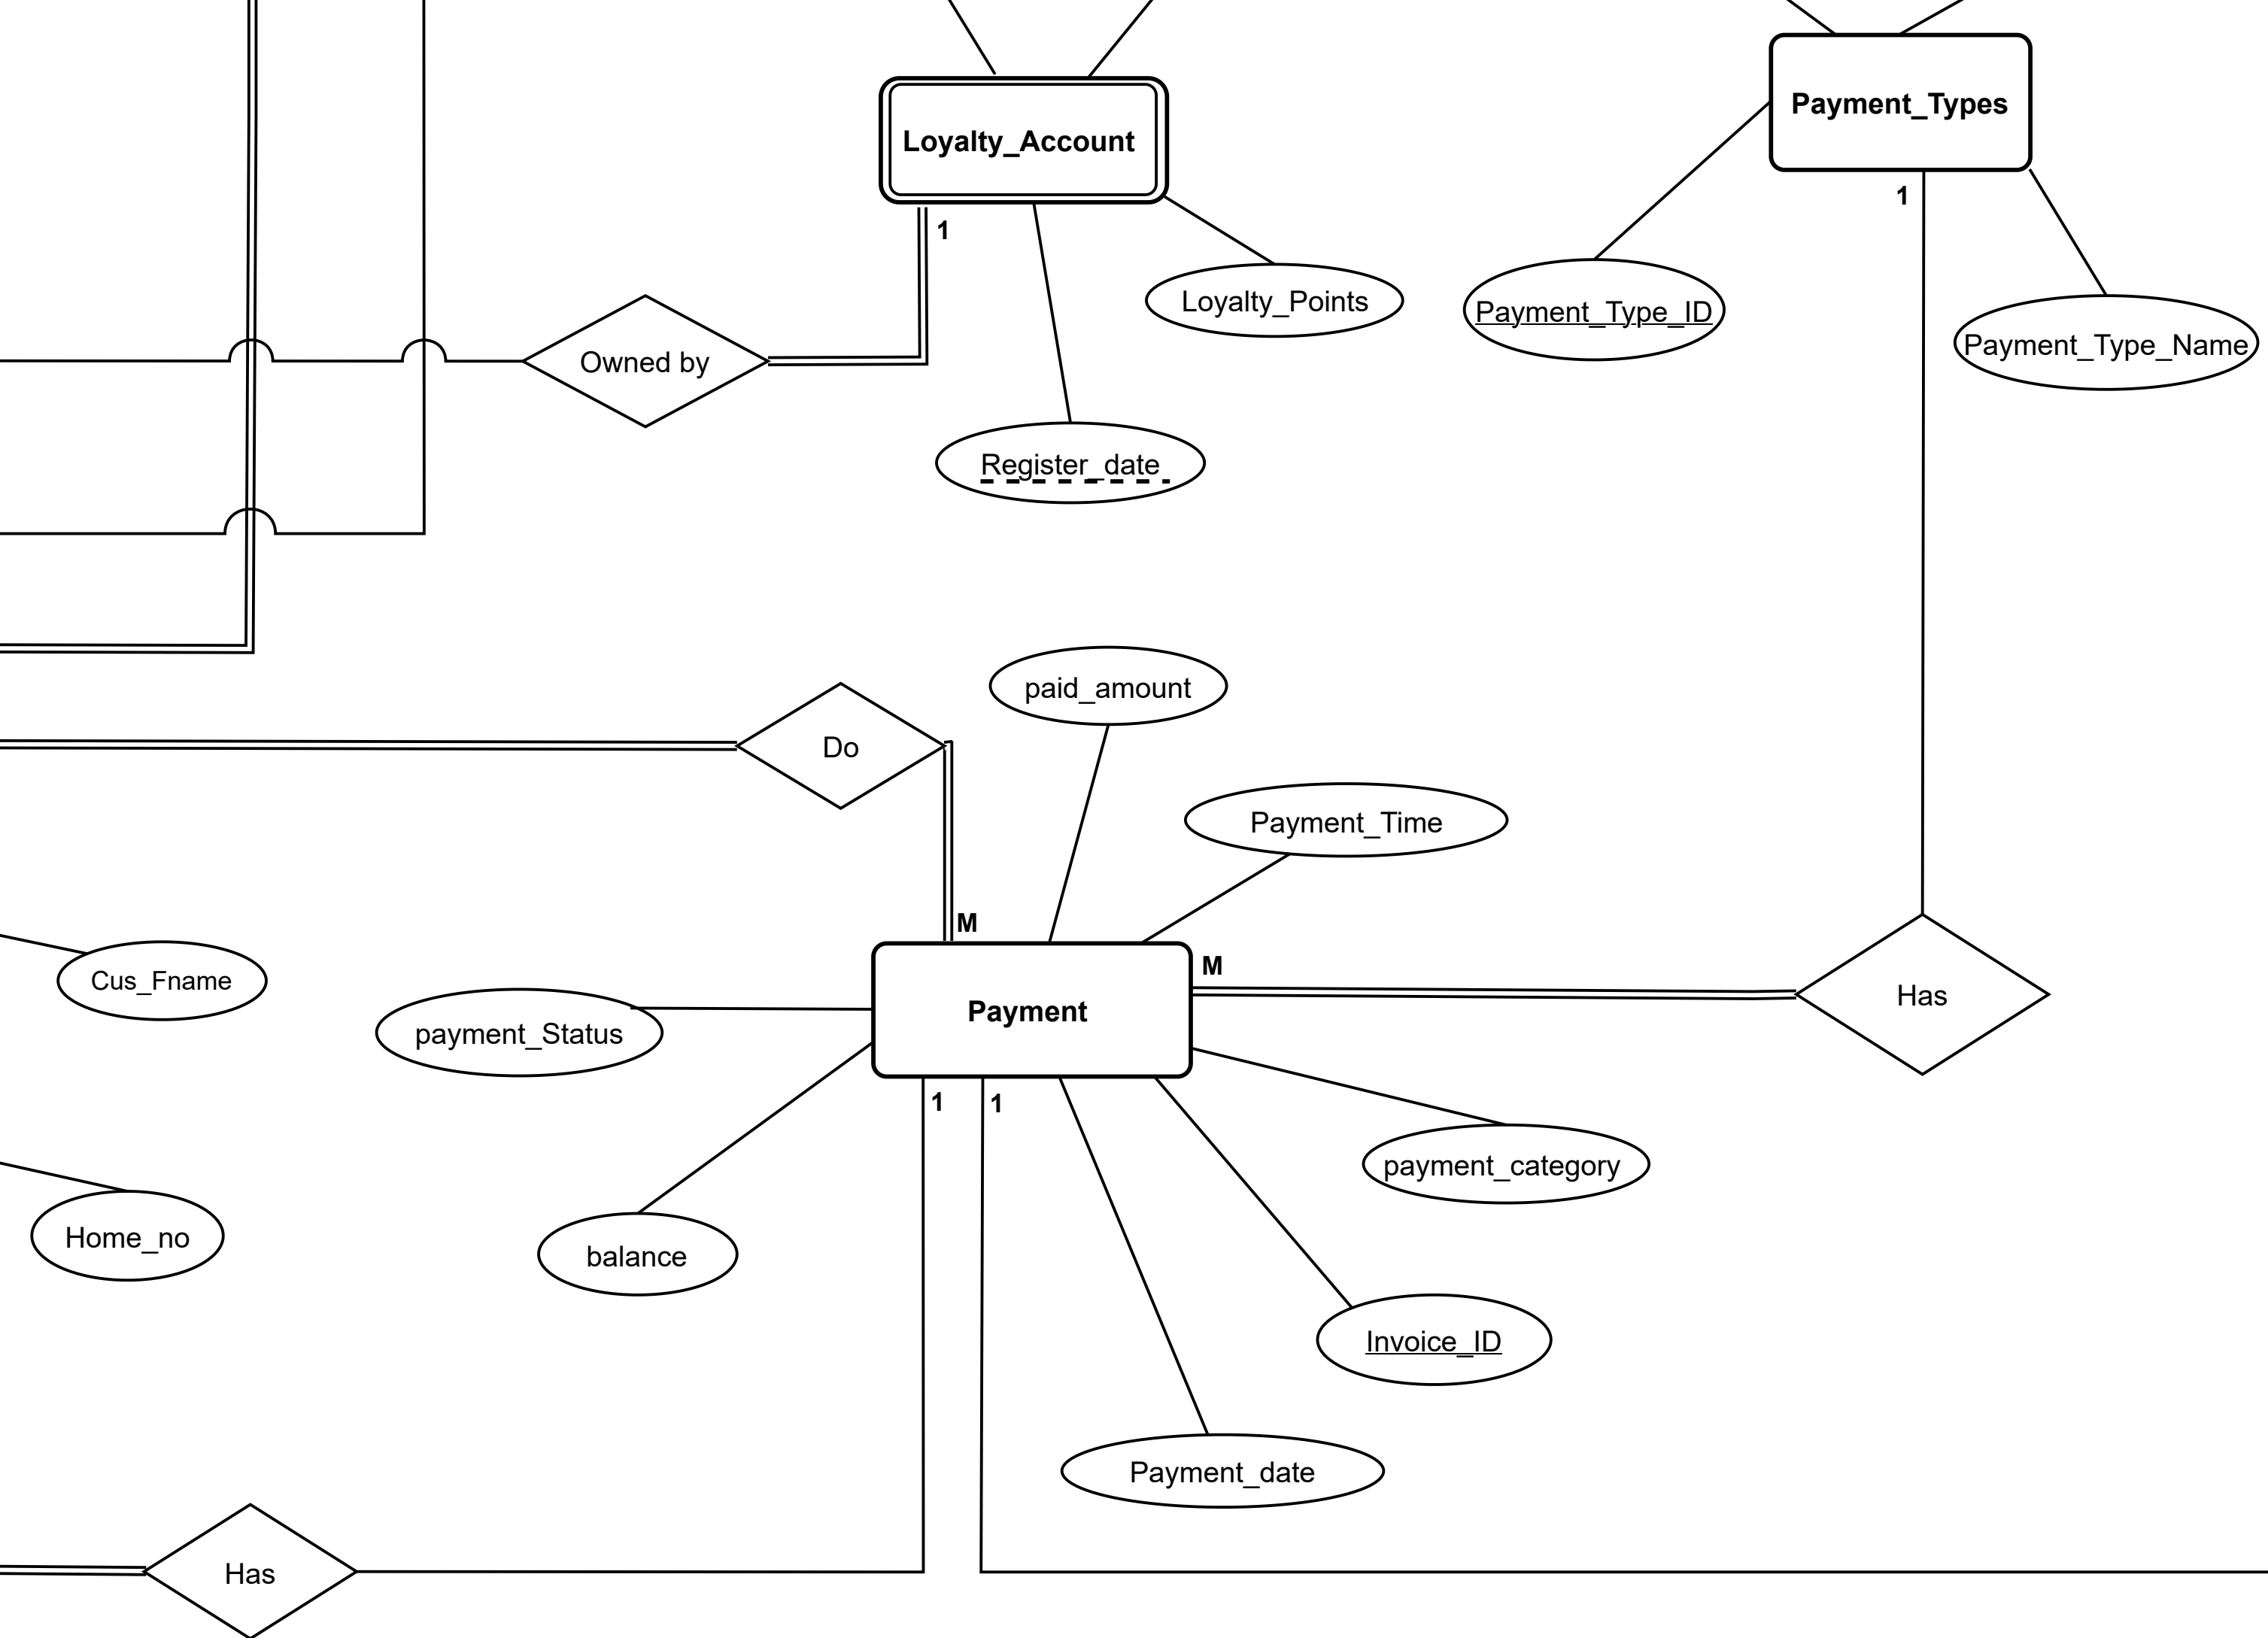 Payment_Types
Loyalty_Account
1
1
Loyalty_Points
Payment_Type_ID
Payment_Type_Name
Owned by
Register_date
paid_amount
Do
Payment_Time
M
M
Cus_Fname
Has
Payment
payment_Status
1
1
payment_category
Home_no
balance
Invoice_ID
Payment_date
Has